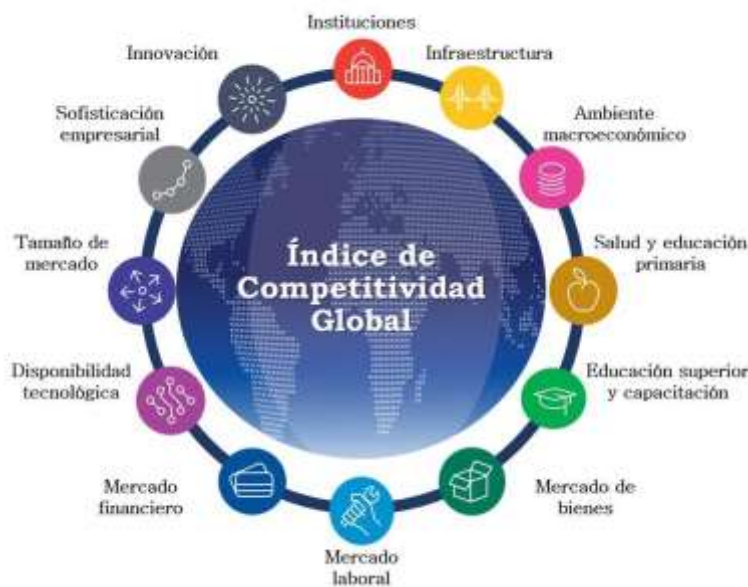 Instituciones
Infraestructura
Ambiente
macroeconómico
Salud y educación
primaria
Educación superior
y capacitación
Mercado de
bienes
Mercado
laboral
Mercado
financiero
Disponibilidad
tecnológica
Tamaño de
mercado
Sofisticación
empresarial
Innovación
Índice de
Competitividad
Global